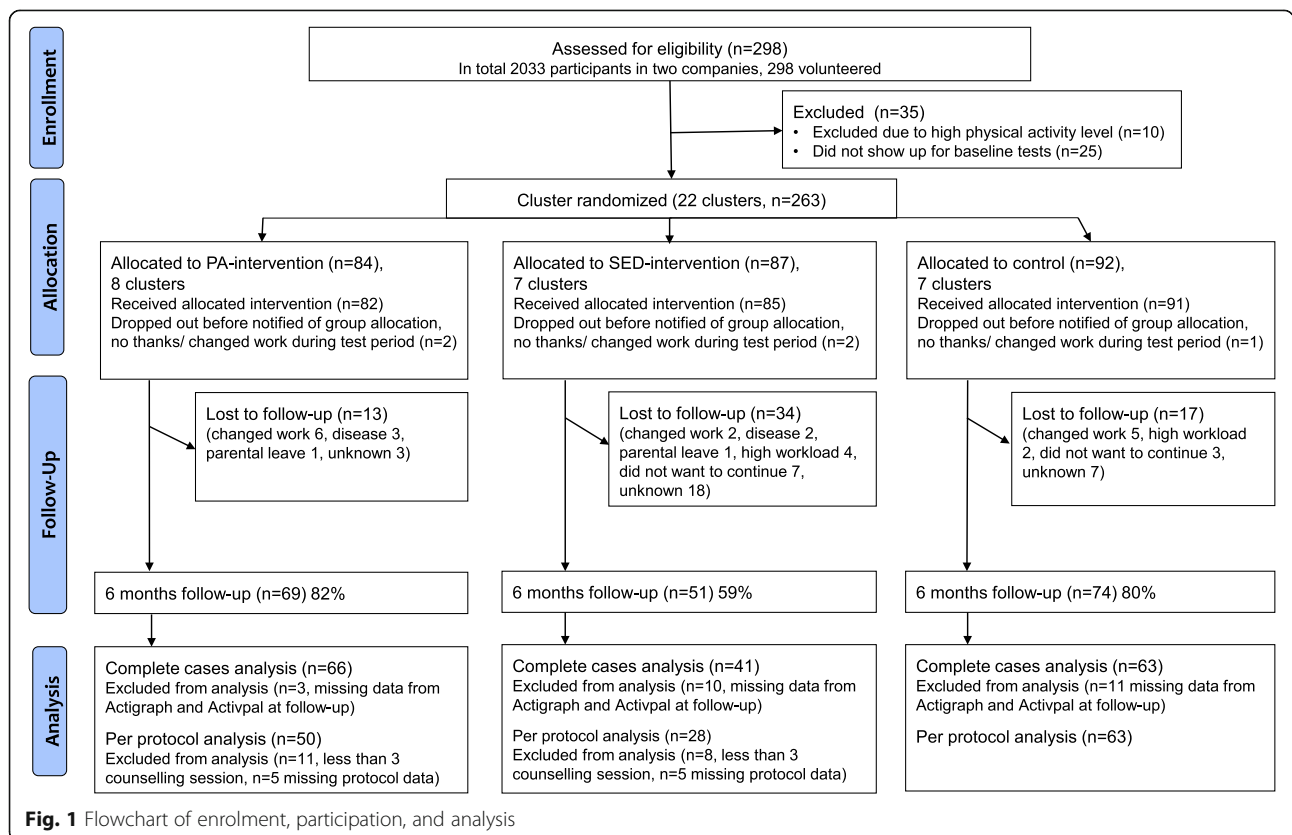 Enrollment
Assessed for eligibility (n=298)
In total 2033 participants in two companies, 298 volunteered
Excluded (n=35)
• Excluded due to high physical activity level (n=10)
• Did not show up for baseline tests (n=25)
Allocation
Cluster randomized (22 clusters, n=263)
Allocated to PA-intervention (n=84),
8 clusters
Received allocated intervention (n=82)
Dropped out before notified of group allocation,
no thanks/ changed work during test period (n=2)
Allocated to SED-intervention (n=87),
7 clusters
Received allocated intervention (n=85)
Dropped out before notified of group allocation,
no thanks/ changed work during test period (n=2)
Allocated to control (n=92),
7 clusters
Received allocated intervention (n=91)
Dropped out before notified of group allocation,
no thanks/ changed work during test period (n=1)
Follow-Up
Lost to follow-up (n=13)
(changed work 6, disease 3,
parental leave 1, unknown 3)
Lost to follow-up (n=34)
(changed work 2, disease 2,
parental leave 1, high workload 4,
did not want to continue 7,
unknown 18)
Lost to follow-up (n=17)
(changed work 5, high workload
2, did not want to continue 3,
unknown 7)
6 months follow-up (n=69) 82%
6 months follow-up (n=51) 59%
6 months follow-up (n=74) 80%
Analysis
Complete cases analysis (n=66)
Excluded from analysis (n=3, missing data from
Actigraph and Activpal at follow-up)
Per protocol analysis (n=50)
Excluded from analysis (n=11, less than 3
counselling session, n=5 missing protocol data)
Complete cases analysis (n=41)
Excluded from analysis (n=10, missing data from
Actigraph and Activpal at follow-up)
Per protocol analysis (n=28)
Excluded from analysis (n=8, less than 3
counselling session, n=5 missing protocol data)
Complete cases analysis (n=63)
Excluded from analysis (n=11 missing data from
Actigraph and Activpal at follow-up)
Per protocol analysis (n=63)
Fig. 1 Flowchart of enrolment, participation, and analysis